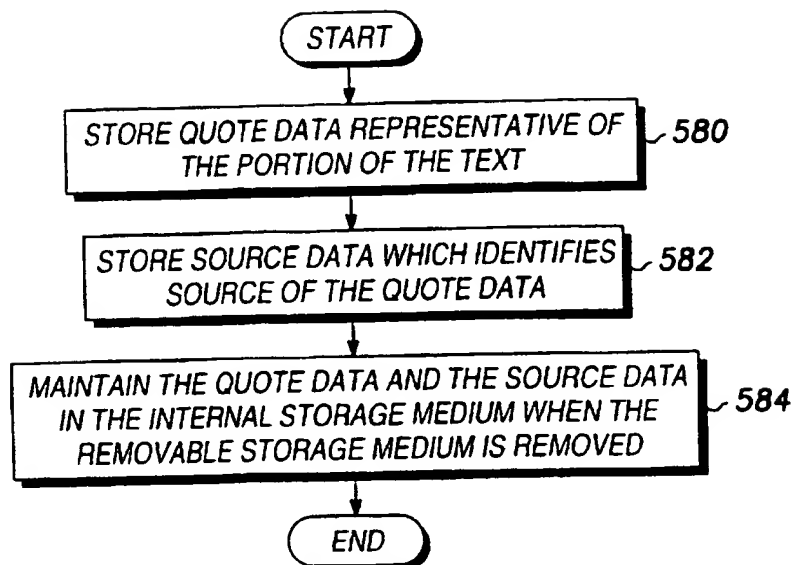 START
STORE QUOTE DATA REPRESENTATIVE OF
THE PORTION OF THE TEXT
580
STORE SOURCE DATA WHICH IDENTIFIES
SOURCE OF THE QUOTE DATA
582
MAINTAIN THE QUOTE DATA AND THE SOURCE DATA
IN THE INTERNAL STORAGE MEDIUM WHEN THE
REMOVABLE STORAGE MEDIUM IS REMOVED
584
END